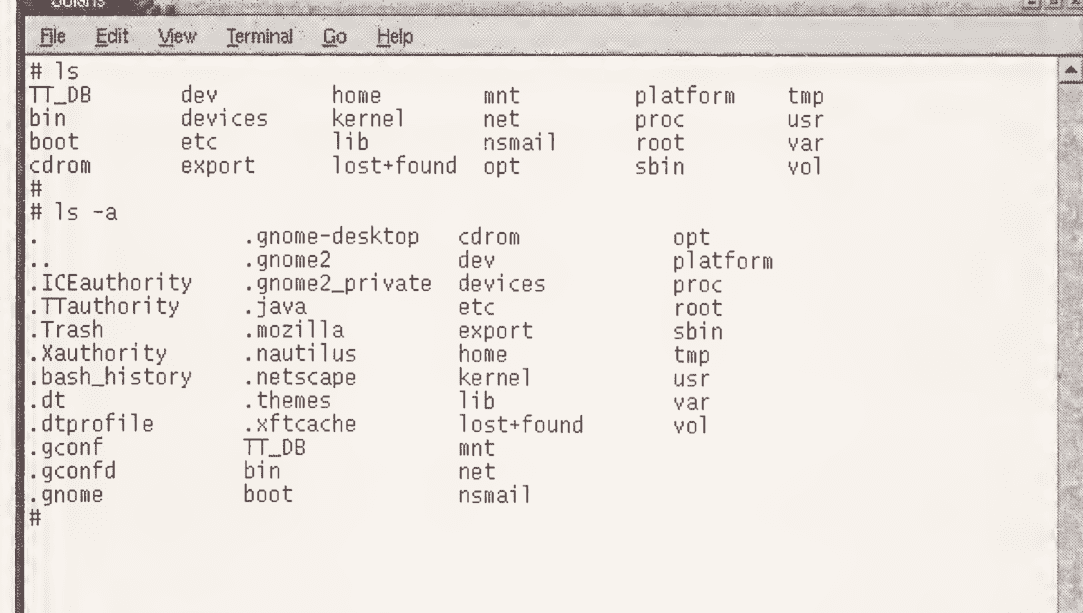 Solaris
File Edit View Terminal Go Help
# ls
TT_DB dev home mnt platform tmp
bin devices kernel net proc usr
boot etc lib nsmail root var
cdrom export lost+found opt sbin vol
#
# ls -a
. .gnome-desktop cdrom opt
.. .gnome2 dev platform
.ICEauthority .gnome2_private devices proc
.TTauthority .java etc root
.Trash .mozilla export sbin
.Xauthority .nautilus home tmp
.bash_history .netscape kernel usr
.dt .themes lib var
.dtprofile .xftcache lost+found vol
.gconf TT_DB mnt
.gconfd bin net
.gnome boot nsmail
#